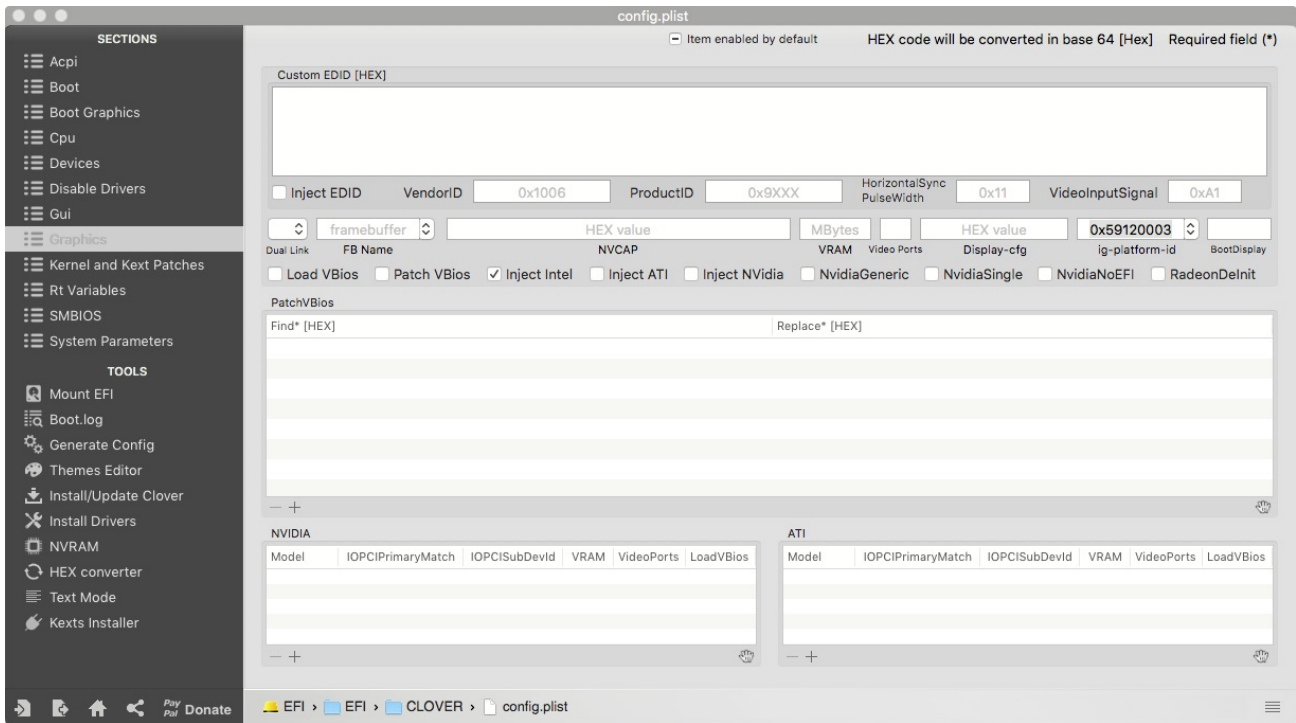 config.plist
SECTIONS
Acpi
Boot
Boot Graphics
Cpu
Devices
Disable Drivers
Gui
Graphics
Kernel and Kext Patches
Rt Variables
SMBIOS
System Parameters
TOOLS
Mount EFI
Boot.log
Generate Config
Themes Editor
Install/Update Clover
Install Drivers
NVRAM
HEX converter
Text Mode
Kexts Installer
Pay
Pal Donate
Item enabled by default HEX code will be converted in base 64 [Hex] Required field (*)
Custom EDID [HEX]
Inject EDID VendorID 0x1006 ProductID 0x9XXX HorizontalSync PulseWidth 0x11 VideoInputSignal 0xA1
framebuffer HEX value MBytes HEX value 0x59120003
Dual Link FB Name NVCAP VRAM Video Ports Display-cfg ig-platform-id BootDisplay
Load VBios Patch VBios Inject Intel Inject ATI Inject NVidia NvidiaGeneric NvidiaSingle NvidiaNoEFI RadeonDeInit
PatchVBios
Find* [HEX] Replace* [HEX]
NVIDIA
Model IOPCIPrimaryMatch IOPCISubDevId VRAM VideoPorts LoadVBios
ATI
Model IOPCIPrimaryMatch IOPCISubDevId VRAM VideoPorts LoadVBios
EFI › EFI › CLOVER › config.plist